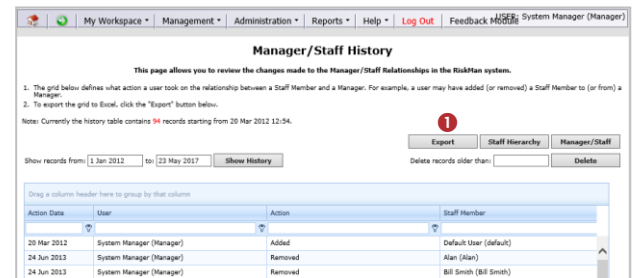 My Workspace Management Administration Reports Help Log Out Feedback Module USER: System Manager (Manager)
Manager/Staff History
This page allows you to review the changes made to the Manager/Staff Relationships in the RiskMan system.
1. The grid below defines what action a user took on the relationship between a Staff Member and a Manager. For example, a user may have added (or removed) a Staff Member to (or from) a
Manager.
2. To export the grid to Excel, click the "Export" button below.
Note: Currently the history table contains 94 records starting from 20 Mar 2012 12:54.
1
Export Staff Hierarchy Manager/Staff
Show records from: 1 Jan 2012 to: 23 May 2017 Show History Delete records older than: Delete
Drag a column header here to group by that column
Action Date User Action Staff Member
20 Mar 2012 System Manager (Manager) Added Default User (default)
24 Jun 2013 System Manager (Manager) Removed Alan (Alan)
24 Jun 2013 System Manager (Manager) Removed Bill Smith (Bill Smith)